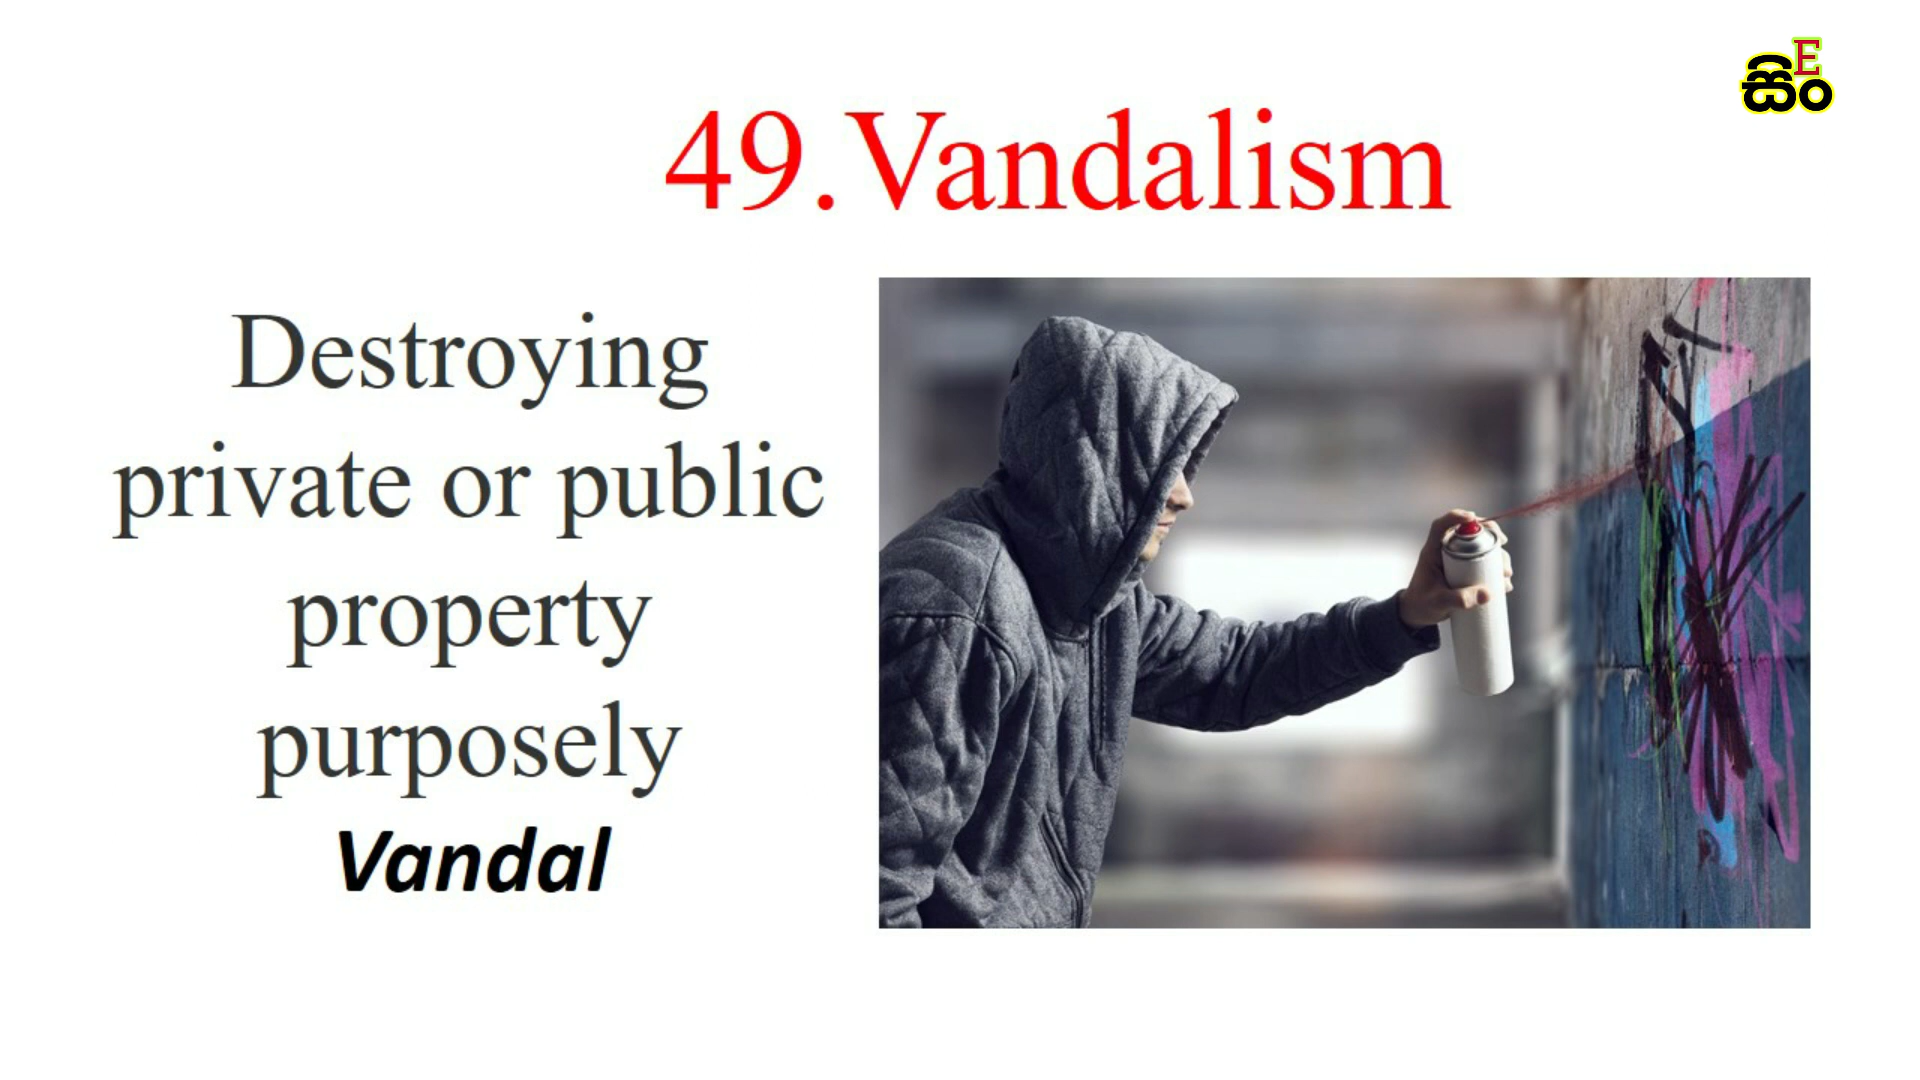 49.Vandalism
Destroying
private or public
property
purposely
Vandal
සිං
E